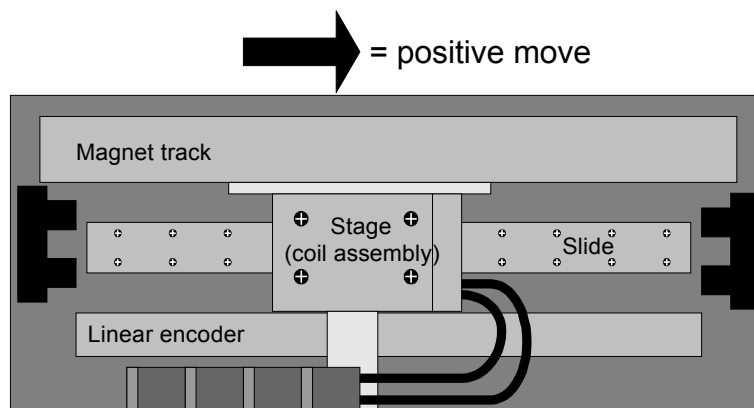 = positive move
Magnet track
Stage
(coil assembly)
Slide
Linear encoder